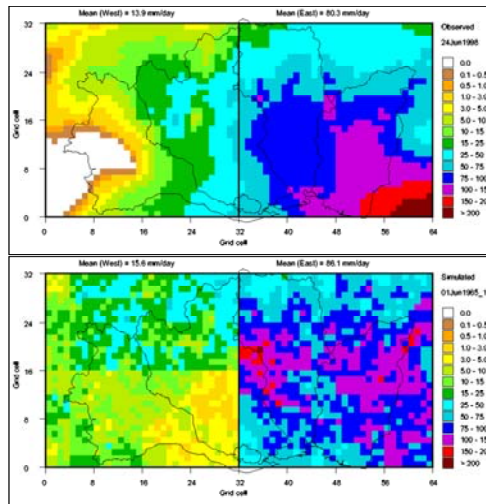 Mean (West) = 13.9 mm/day Mean (East) = 80.3 mm/day
Observed
24Jun1998
32
24
16
8
0
Grid cell
0 8 16 24 32 40 48 56 64
Grid cell
0.0
0.1 - 0.5
0.5 - 1.0
1.0 - 3.0
3.0 - 5.0
5.0 - 10
10 - 15
15 - 25
25 - 50
50 - 75
75 - 100
100 - 15
150 - 20
> 200
Mean (West) = 15.6 mm/day Mean (East) = 86.1 mm/day
Simulated
01Jun1965_1
32
24
16
8
0
Grid cell
0 8 16 24 32 40 48 56 64
Grid cell
0.0
0.1 - 0.5
0.5 - 1.0
1.0 - 3.0
3.0 - 5.0
5.0 - 10
10 - 15
15 - 25
25 - 50
50 - 75
75 - 100
100 - 15
150 - 20
> 200